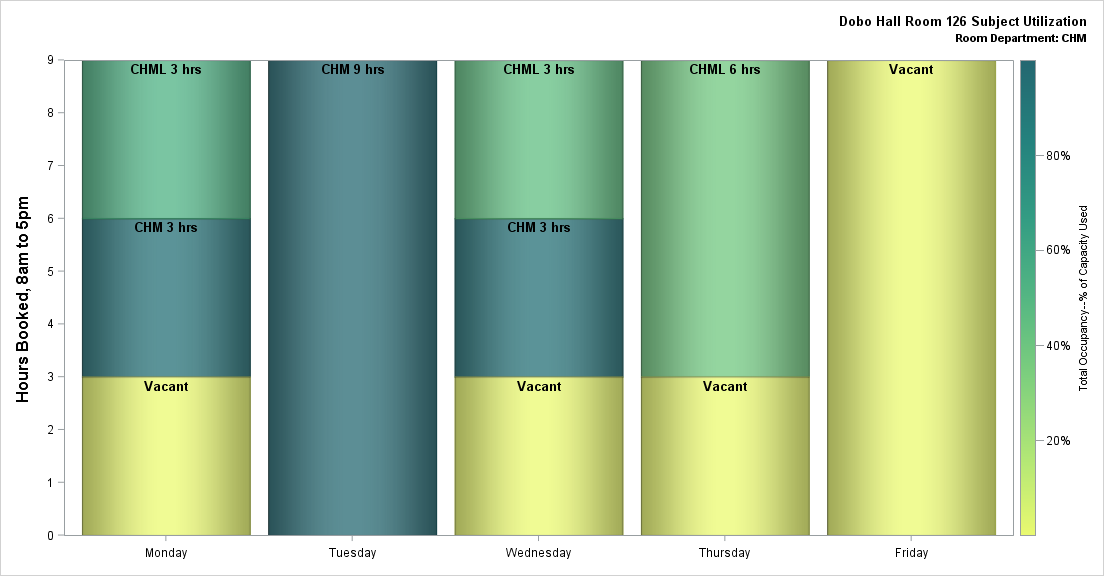 Dobo Hall Room 126 Subject Utilization
Room Department: CHM
Hours Booked, 8am to 5pm
9
8
7
6
5
4
3
2
1
0
CHML 3 hrs
CHM 3 hrs
Vacant
CHM 9 hrs
CHML 3 hrs
CHM 3 hrs
Vacant
CHML 6 hrs
Vacant
Vacant
Monday
Tuesday
Wednesday
Thursday
Friday
80%
60%
40%
20%
Total Occupancy--% of Capacity Used